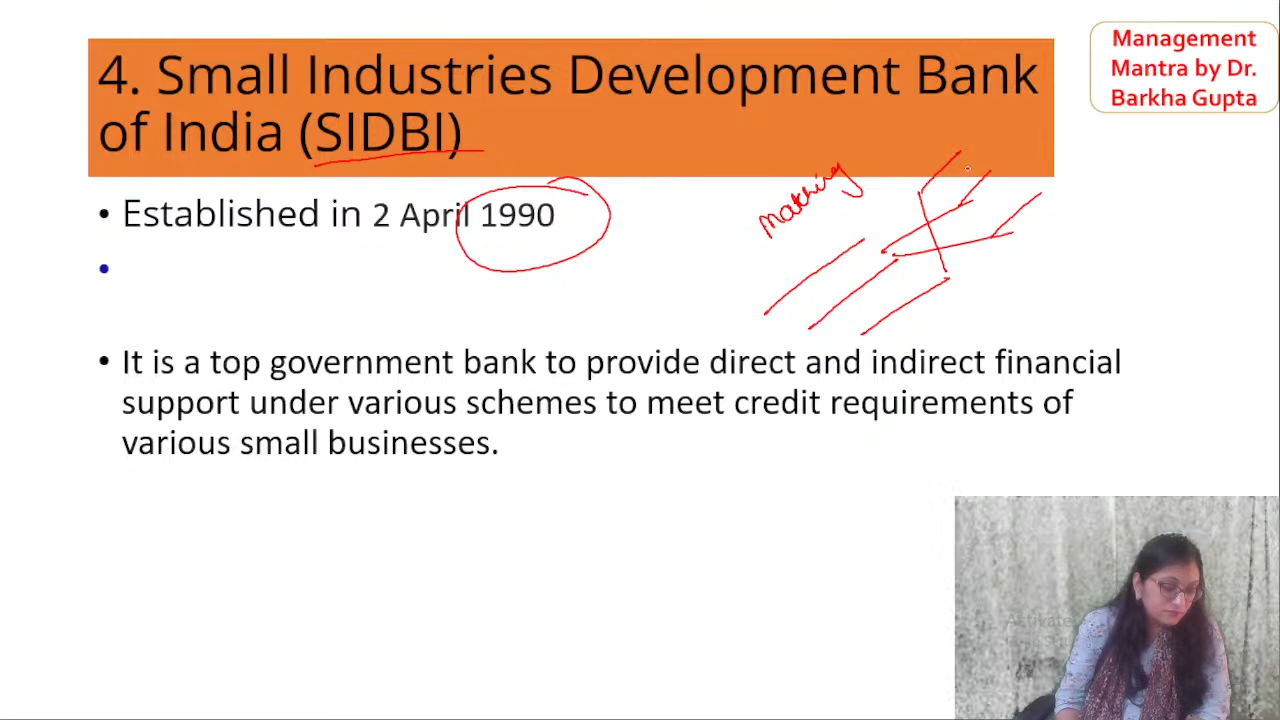 4. Small Industries Development Bank
of India (SIDBI)
Management
Mantra by Dr.
Barkha Gupta
• Established in 2 April 1990
•
Matching
• It is a top government bank to provide direct and indirect financial
support under various schemes to meet credit requirements of
various small businesses.
Activate